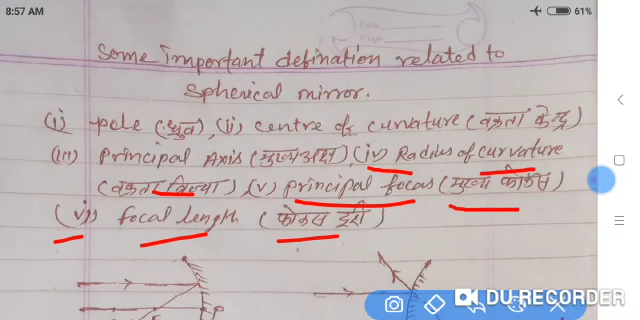 8:57 AM 61%
Some important defination related to
Spherical mirror.
(i) pole (ध्रुव), (ii) centre of curvature (वक्रता केन्द्र)
(iii) Principal Axis (मुख्य अक्ष), (iv) Radius of curvature
(वक्रता त्रिज्या), (v) principal focus (मुख्य फोकस)
(vi) focal length (फोकस दूरी)
P
DU RECORDER